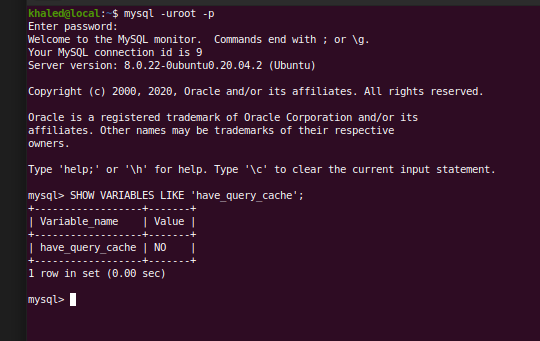 khaled@local:~$ mysql -uroot -p
Enter password:
Welcome to the MySQL monitor.  Commands end with ; or \g.
Your MySQL connection id is 9
Server version: 8.0.22-0ubuntu0.20.04.2 (Ubuntu)

Copyright (c) 2000, 2020, Oracle and/or its affiliates. All rights reserved.

Oracle is a registered trademark of Oracle Corporation and/or its
affiliates. Other names may be trademarks of their respective
owners.

Type 'help;' or '\h' for help. Type '\c' to clear the current input statement.

mysql> SHOW VARIABLES LIKE 'have_query_cache';
+------------------+-------+
| Variable_name    | Value |
+------------------+-------+
| have_query_cache | NO    |
+------------------+-------+
1 row in set (0.00 sec)

mysql>